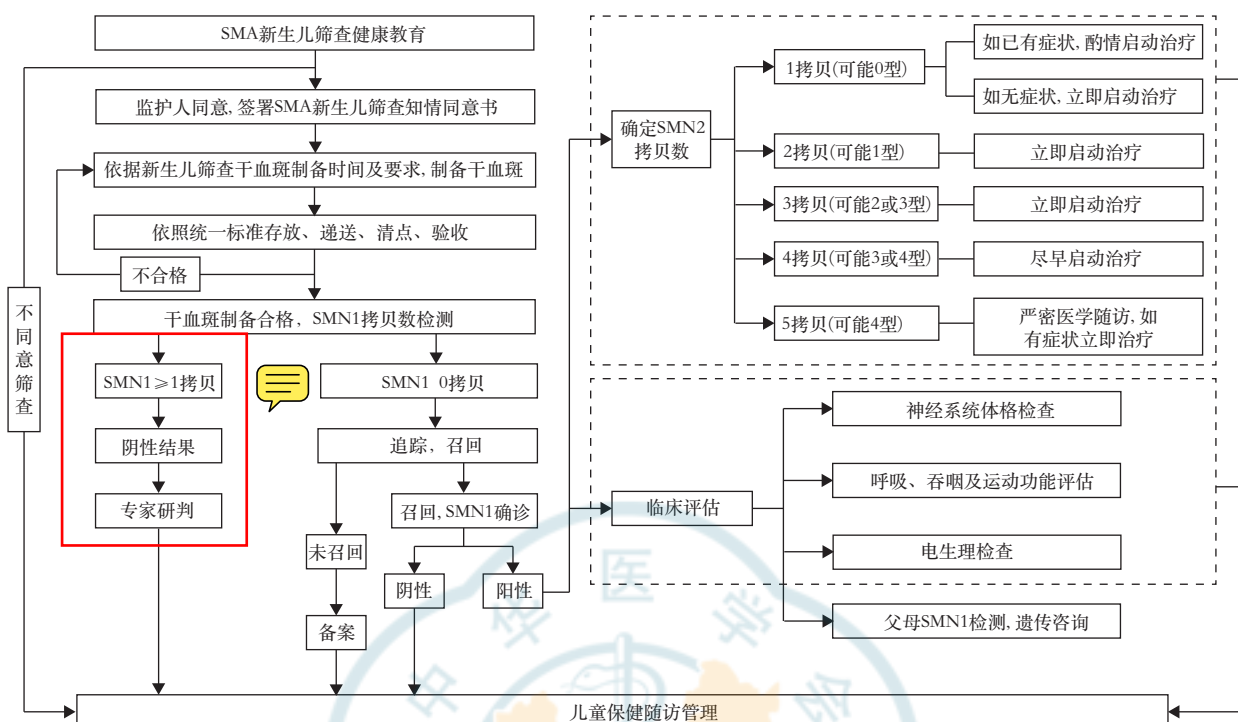 SMA新生儿筛查健康教育
监护人同意, 签署SMA新生儿筛查知情同意书
依据新生儿筛查干血斑制备时间及要求, 制备干血斑
依照统一标准存放、递送、清点、验收
不合格
不同意筛查
干血斑制备合格, SMN1拷贝数检测
SMN1≥1拷贝
阴性结果
专家研判
SMN1 0拷贝
追踪, 召回
未召回
备案
召回, SMN1确诊
阴性
阳性
确定SMN2
拷贝数
1拷贝(可能0型)
如已有症状, 酌情启动治疗
如无症状, 立即启动治疗
2拷贝(可能1型)
立即启动治疗
3拷贝(可能2或3型)
立即启动治疗
4拷贝(可能3或4型)
尽早启动治疗
5拷贝(可能4型)
严密医学随访, 如
有症状立即治疗
临床评估
神经系统体格检查
呼吸、吞咽及运动功能评估
电生理检查
父母SMN1检测, 遗传咨询
儿童保健随访管理
中华医学会